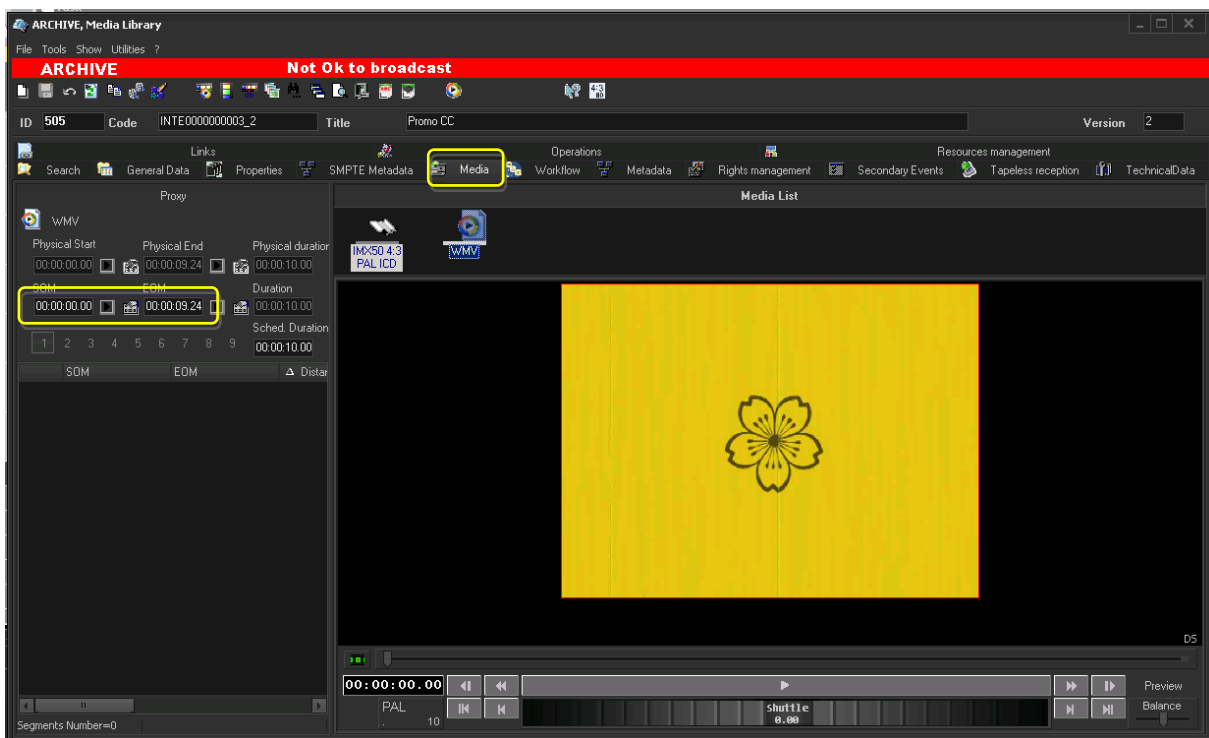 ARCHIVE, Media Library
File Tools Show Utilities ?
ARCHIVE Not Ok to broadcast
ID 505 Code INTE0000000003_2 Title Promo CC Version 2
Links Operations Resources management
Search General Data Properties SMPTE Metadata Media Workflow Metadata Rights management Secondary Events Tapeless reception TechnicalData
Proxy Media List
WMV
IMX50 4:3 PAL ICD
WMV
Physical Start Physical End Physical duration
00:00:00.00 00:00:09.24 00:00:10.00
SOM EOM Duration
00:00:00.00 00:00:09.24 00:00:10.00
Sched. Duration
1 2 3 4 5 6 7 8 9 00:00:10.00
SOM EOM Distar
DS
00:00:00.00 Preview
PAL 10 Shuttle 0.00 Balance
Segments Number=0